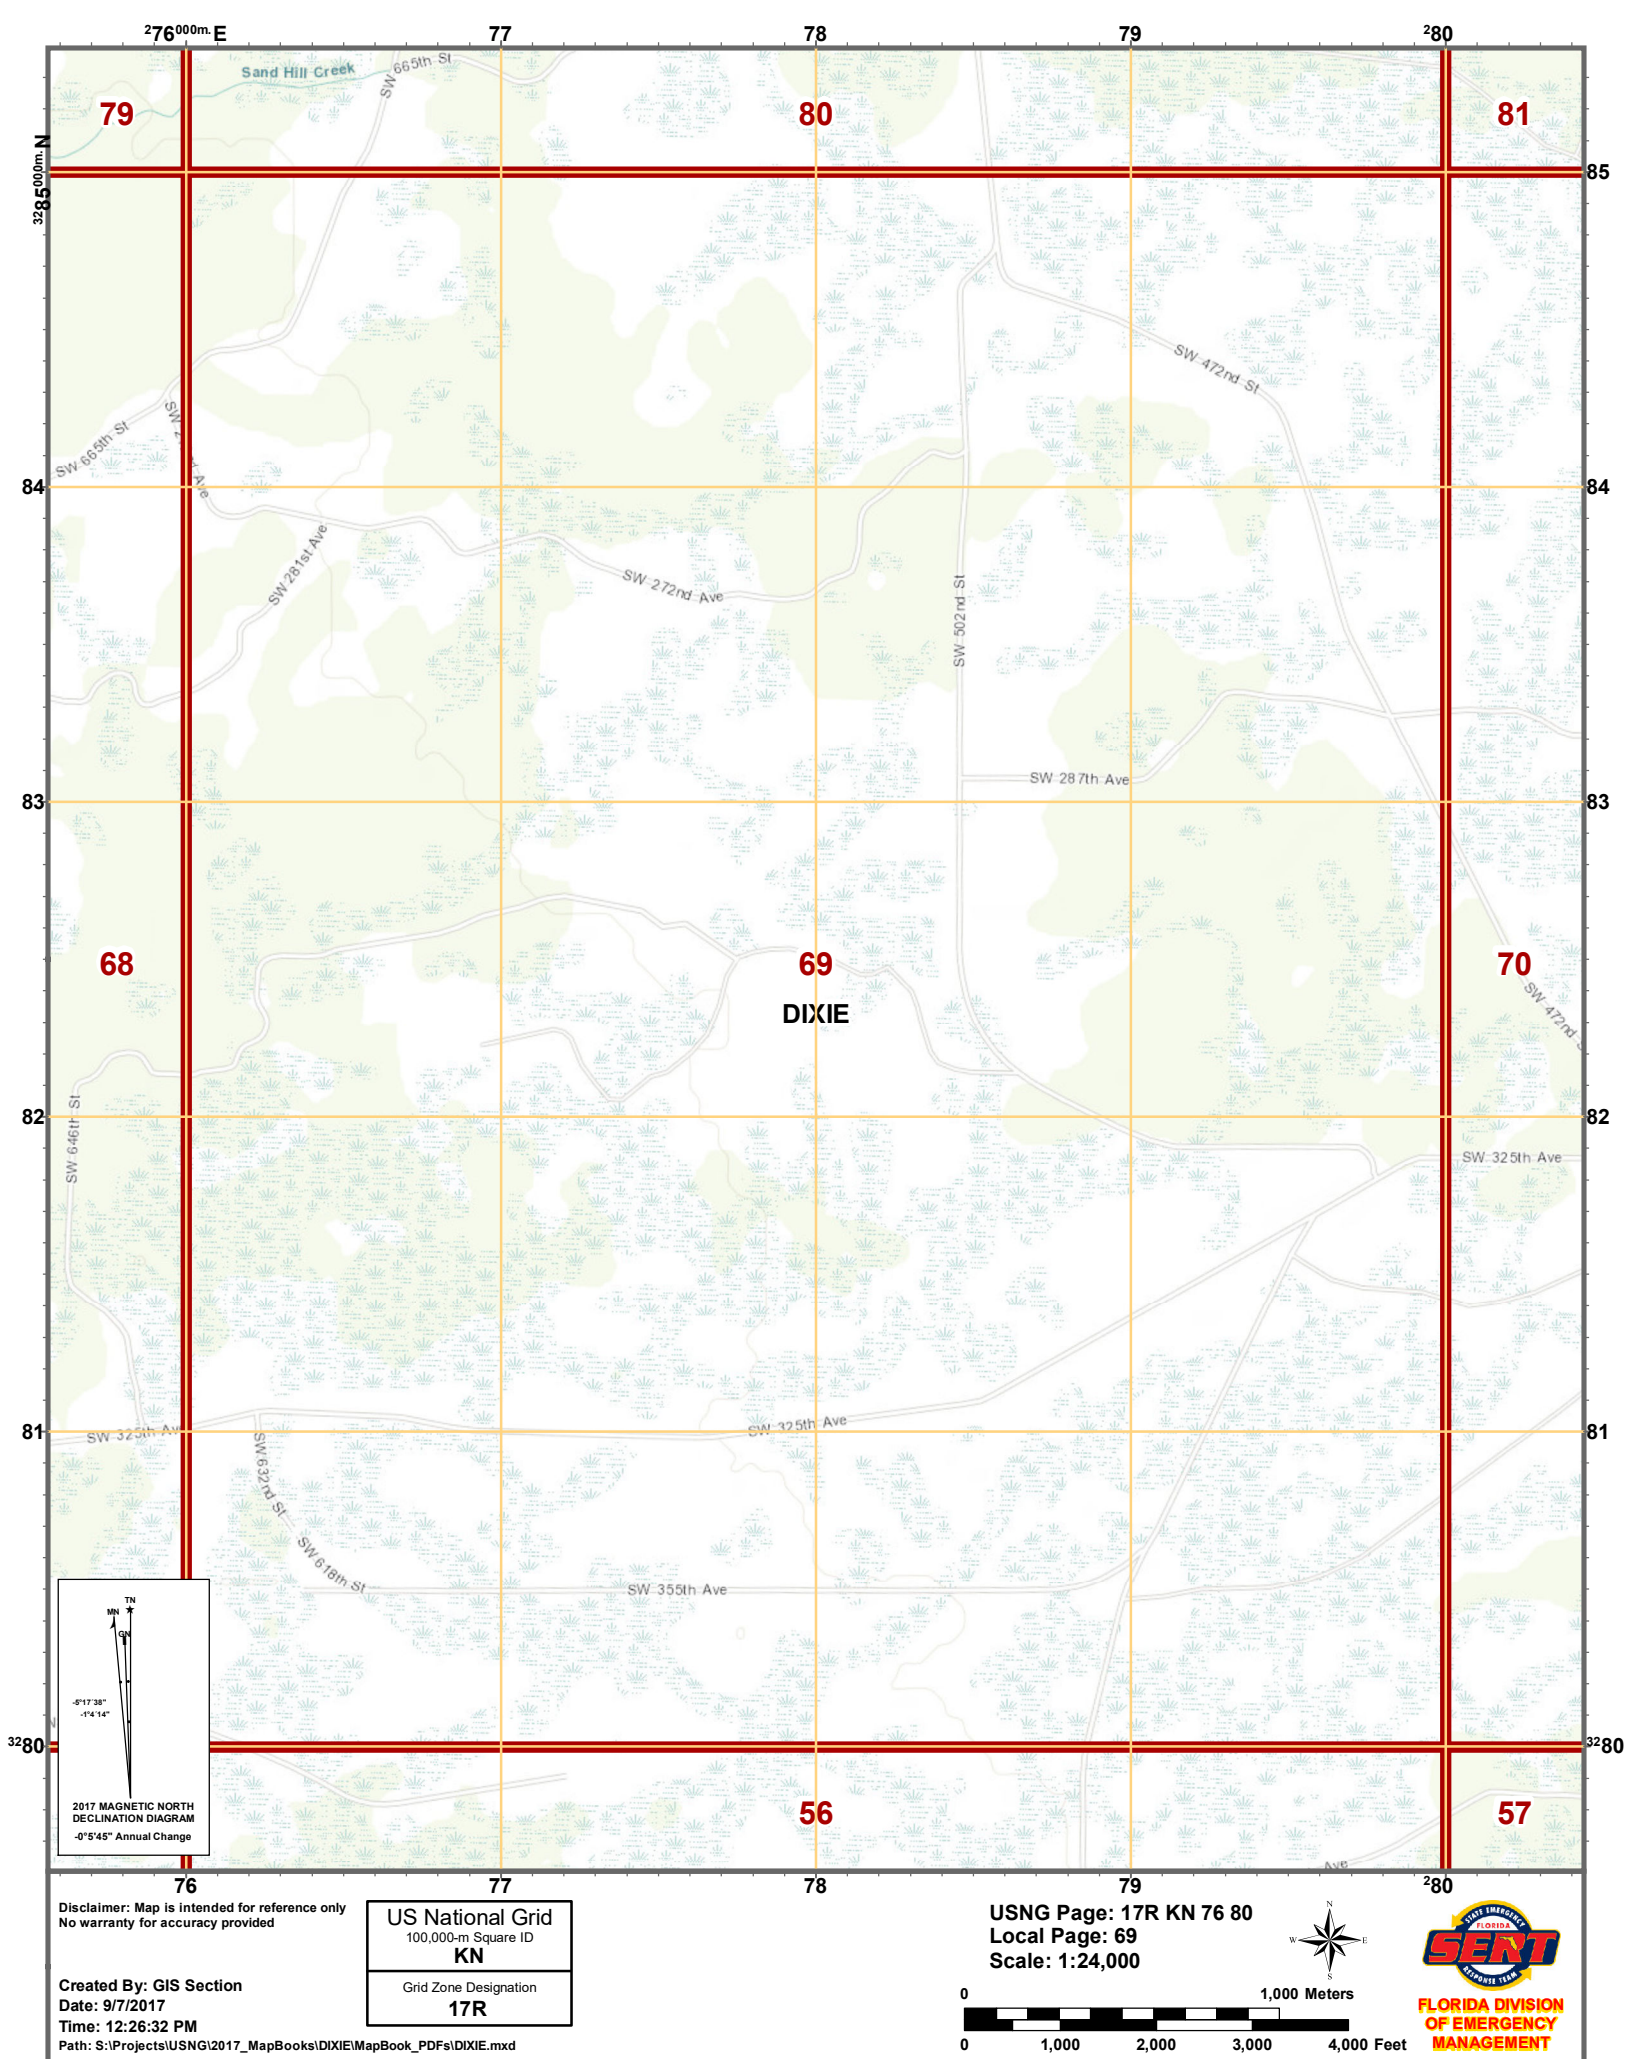 276000m.E 77 78 79 280
Sand Hill Creek
SW 665th St
79 80 81
3285000m.N
85
SW 472nd St
SW 665th St
Ave
84 84
SW 281st Ave
SW 272nd Ave
SW 502nd St
SW 287th Ave
83 83
68 69 70
DIXIE
SW 472nd
82 82
SW 646th St
SW 325th Ave
SW 325th Av
SW 325th Ave
81 81
SW 632nd St
SW 618th St
SW 355th Ave
TN
MN
GN
-5°17'38"
-1°4'14"
2017 MAGNETIC NORTH
DECLINATION DIAGRAM
-0°5'45" Annual Change
3280 3280
56 57
Ave
76 77 78 79 280
Disclaimer: Map is intended for reference only
No warranty for accuracy provided
Created By: GIS Section
Date: 9/7/2017
Time: 12:26:32 PM
Path: S:\Projects\USNG\2017_MapBooks\DIXIE\MapBook_PDFs\DIXIE.mxd
US National Grid
100,000-m Square ID
KN
Grid Zone Designation
17R
USNG Page: 17R KN 76 80
Local Page: 69
Scale: 1:24,000
N
W E
S
0 1,000 Meters
0 1,000 2,000 3,000 4,000 Feet
STATE EMERGENCY
FLORIDA
SERT
RESPONSE TEAM
FLORIDA DIVISION
OF EMERGENCY
MANAGEMENT